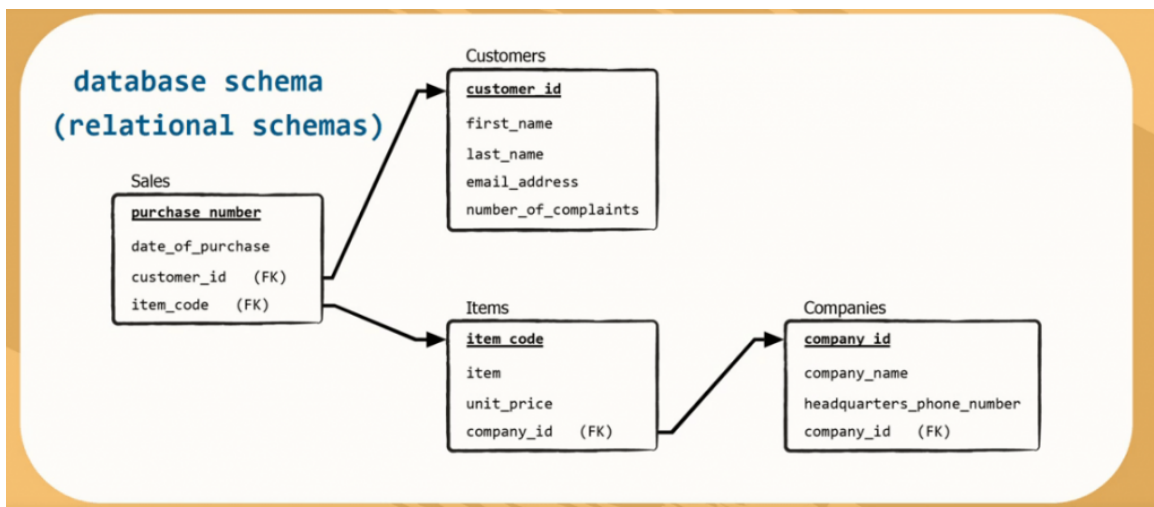 database schema
(relational schemas)
Sales
purchase_number
date_of_purchase
customer_id (FK)
item_code (FK)
Customers
customer_id
first_name
last_name
email_address
number_of_complaints
Items
item_code
item
unit_price
company_id (FK)
Companies
company_id
company_name
headquarters_phone_number
company_id (FK)